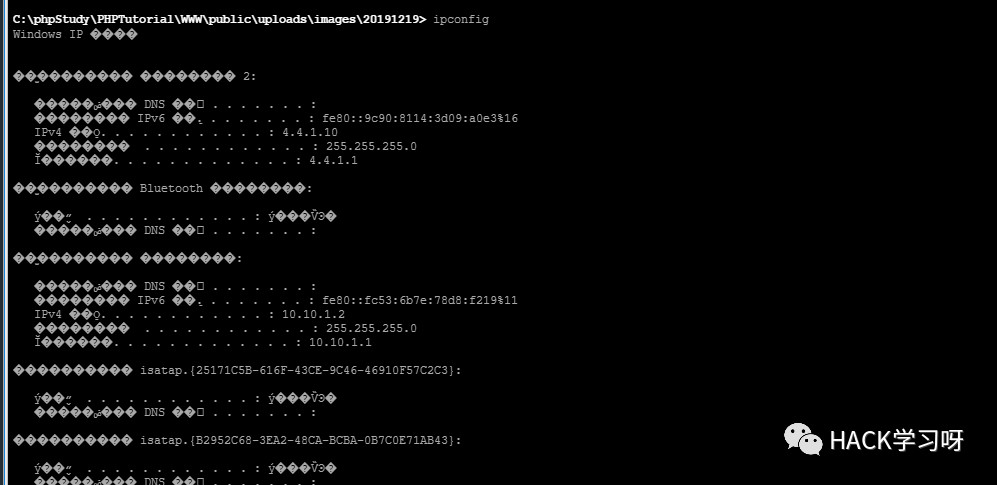 C:\phpStudy\PHPTutorial\WWW\public\uploads\images\20191219> ipconfig
Windows IP ����
���������� �������� 2:
DNS . . . . . . . :
IPv6 . . . . . . . . : fe80::9c90:8114:3d09:a0e3%16
IPv4 . . . . . . . . . . . . : 4.4.1.10
�������� . . . . . . . . . . . . . : 255.255.255.0
. . . . . . . . . . . . . : 4.4.1.1
Bluetooth ��������:
. . . . . . . . . . . . :
DNS . . . . . . . :
��������:
DNS . . . . . . . :
IPv6 . . . . . . . . : fe80::fc53:6b7e:78d8:f219%11
IPv4 . . . . . . . . . . . . : 10.10.1.2
�������� . . . . . . . . . . . . . : 255.255.255.0
. . . . . . . . . . . . . : 10.10.1.1
������������ isatap.{25171C5B-616F-43CE-9C46-46910F57C2C3}:
. . . . . . . . . . . . :
DNS . . . . . . . :
������������ isatap.{B2952C68-3EA2-48CA-BCBA-0B7C0E71AB43}:
. . . . . . . . . . . . :
DNS . . . . . . . :
HACK学习呀